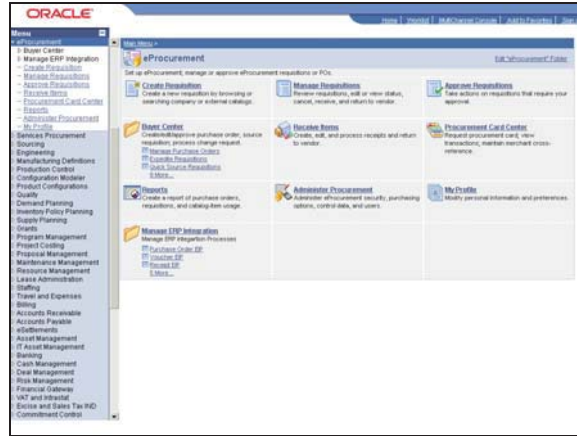 ORACLE
Home | Worklist | MultiChannel Console | Add to Favorites | Sign
Menu
eProcurement
Buyer Center
Manage ERP Integration
Create Requisition
Manage Requisitions
Approve Requisitions
Receive Items
Procurement Card Center
Reports
Administer Procurement
My Profile
Services Procurement
Sourcing
Engineering
Manufacturing Definitions
Production Control
Configuration Modeler
Product Configurations
Quality
Demand Planning
Inventory Policy Planning
Supply Planning
Grants
Program Management
Project Costing
Proposal Management
Maintenance Management
Resource Management
Lease Administration
Staffing
Travel and Expenses
Billing
Accounts Receivable
Accounts Payable
eSettlements
Asset Management
IT Asset Management
Banking
Cash Management
Deal Management
Risk Management
Financial Gateway
VAT and Intrastat
Excise and Sales Tax IND
Commitment Control
Main Menu >
eProcurement
Edit "eProcurement" Folder
Set up eProcurement, manage or approve eProcurement requisitions or POs.
Create Requisition
Create a new requisition by browsing or
searching company or external catalogs.
Manage Requisitions
Review requisitions, edit or view status,
cancel, receive, and return to vendor.
Approve Requisitions
Take actions on requisitions that require your
approval.
Buyer Center
Create/edit/approve purchase order, source
requisition; process change request.
Manage Purchase Orders
Expedite Requisitions
Quick Source Requisitions
6 More...
Receive Items
Create, edit, and process receipts and return
to vendor.
Procurement Card Center
Request procurement card, view
transactions, maintain merchant cross-
reference.
Reports
Create a report of purchase orders,
requisitions, and catalog item usage.
Administer Procurement
Administer eProcurement security, purchasing
options, control data, and users.
My Profile
Modify personal information and preferences.
Manage ERP Integration
Manage ERP Integartion Processes
Purchase Order EIP
Voucher EIP
Receipt EIP
6 More...